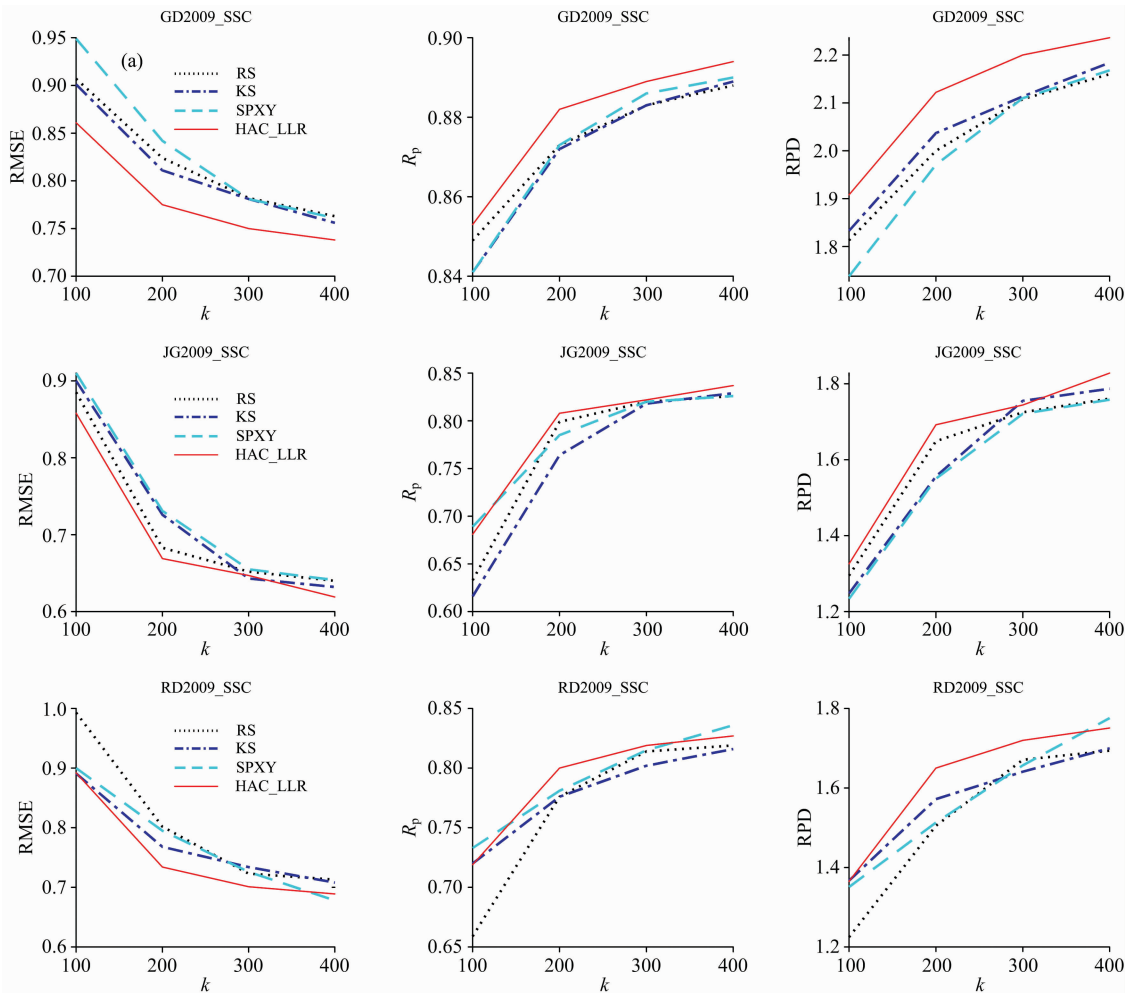 GD2009_SSC
0.95
0.90
0.85
0.80
0.75
0.70
RMSE
(a)
RS
KS
SPXY
HAC_LLR
100 200 300 400
k
GD2009_SSC
0.90
0.88
0.86
0.84
Rp
100 200 300 400
k
GD2009_SSC
2.2
2.1
2.0
1.9
1.8
RPD
100 200 300 400
k
JG2009_SSC
0.9
0.8
0.7
0.6
RMSE
RS
KS
SPXY
HAC_LLR
100 200 300 400
k
JG2009_SSC
0.85
0.80
0.75
0.70
0.65
0.60
Rp
100 200 300 400
k
JG2009_SSC
1.8
1.6
1.4
1.2
RPD
100 200 300 400
k
RD2009_SSC
1.0
0.9
0.8
0.7
0.6
RMSE
RS
KS
SPXY
HAC_LLR
100 200 300 400
k
RD2009_SSC
0.85
0.80
0.75
0.70
0.65
Rp
100 200 300 400
k
RD2009_SSC
1.8
1.6
1.4
1.2
RPD
100 200 300 400
k